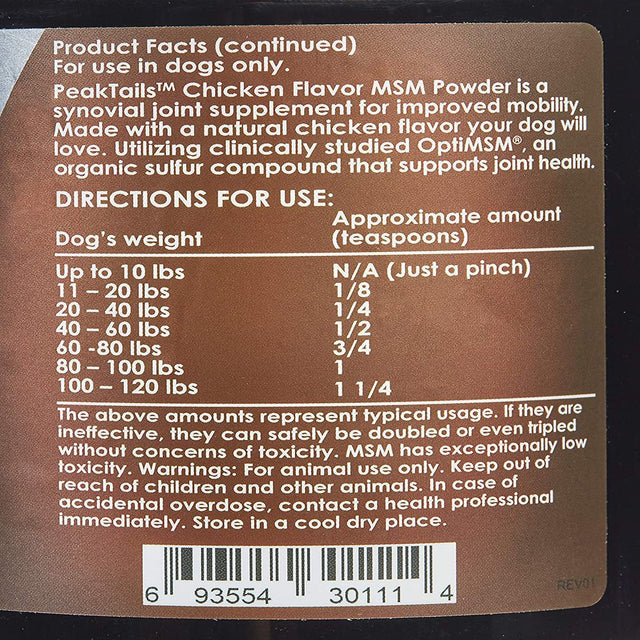 Product Facts (continued)
For use in dogs only.
PeakTails™ Chicken Flavor MSM Powder is a
synovial joint supplement for improved mobility.
Made with a natural chicken flavor your dog will
love. Utilizing clinically studied OptiMSM®, an
organic sulfur compound that supports joint health.
DIRECTIONS FOR USE:
Dog's weight Approximate amount
(teaspoons)
Up to 10 lbs N/A (Just a pinch)
11 – 20 lbs 1/8
20 – 40 lbs 1/4
40 – 60 lbs 1/2
60 -80 lbs 3/4
80 – 100 lbs 1
100 – 120 lbs 1 1/4
The above amounts represent typical usage. If they are
ineffective, they can safely be doubled or even tripled
without concerns of toxicity. MSM has exceptionally low
toxicity. Warnings: For animal use only. Keep out of
reach of children and other animals. In case of
accidental overdose, contact a health professional
immediately. Store in a cool dry place.
6 93554 30111 4
REV01